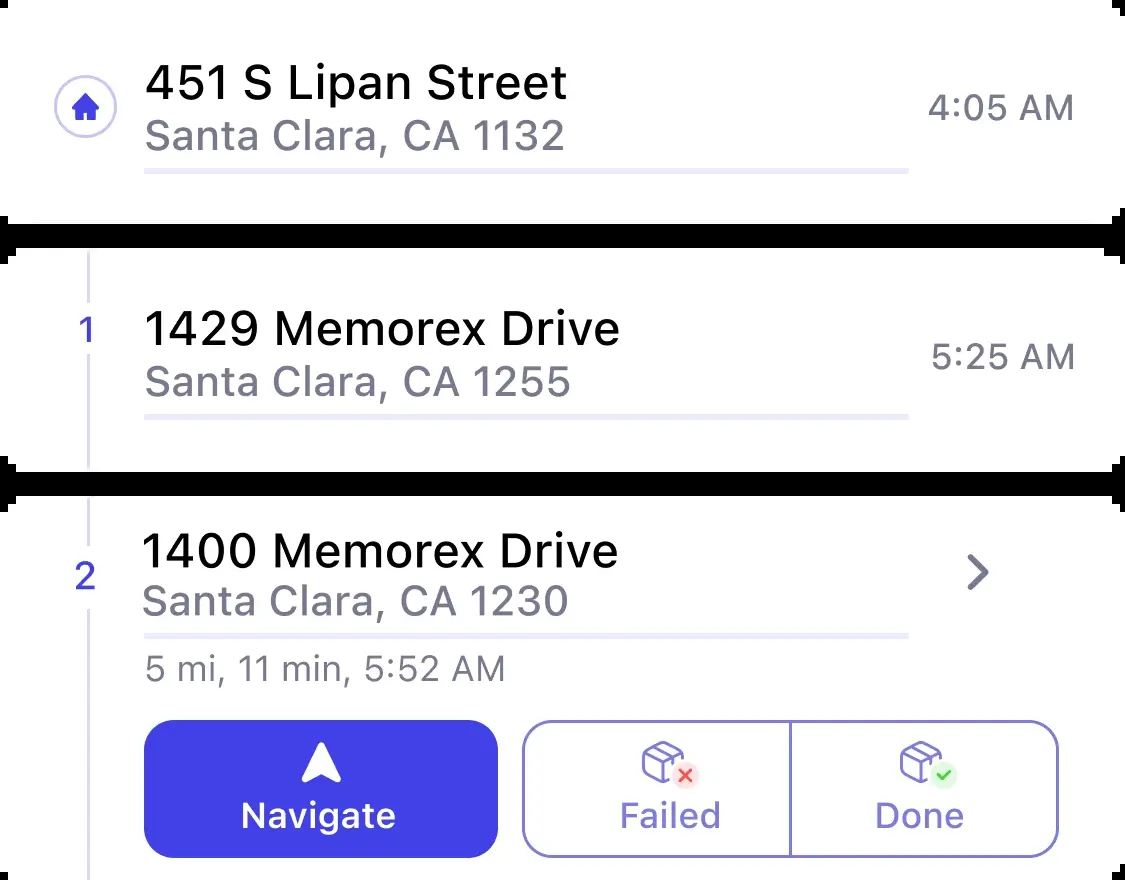 451 S Lipan Street
Santa Clara, CA 1132
4:05 AM
1
1429 Memorex Drive
Santa Clara, CA 1255
5:25 AM
2
1400 Memorex Drive
Santa Clara, CA 1230
5 mi, 11 min, 5:52 AM
Navigate
Failed
Done